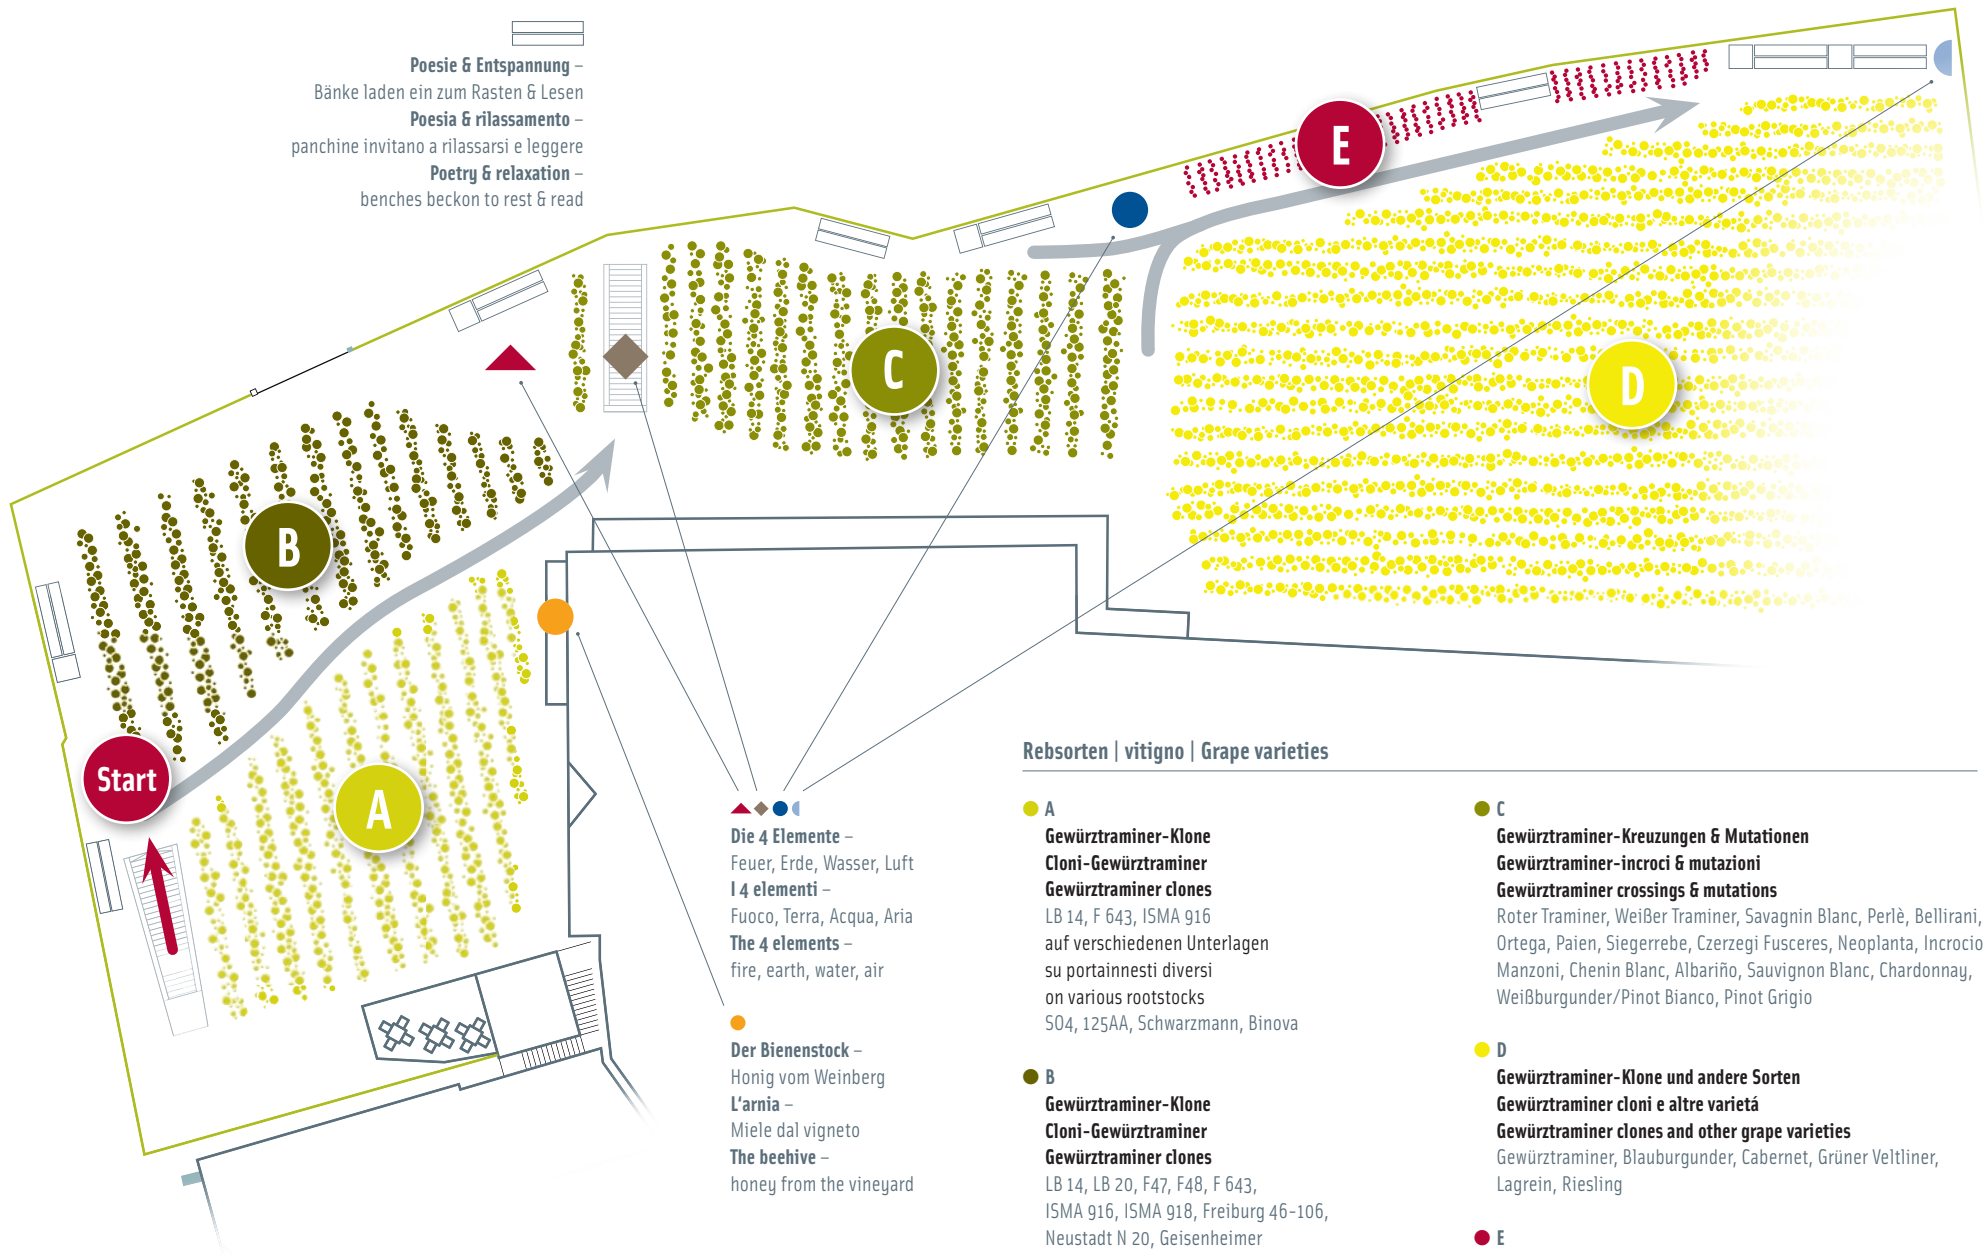 Poesie & Entspannung –
Bänke laden ein zum Rasten & Lesen
Poesia & rilassamento –
panchine invitano a rilassarsi e leggere
Poetry & relaxation –
benches beckon to rest & read
E
C
D
B
Start
A
Die 4 Elemente –
Feuer, Erde, Wasser, Luft
I 4 elementi –
Fuoco, Terra, Acqua, Aria
The 4 elements –
fire, earth, water, air
Der Bienenstock –
Honig vom Weinberg
L'arnia –
Miele dal vigneto
The beehive –
honey from the vineyard
Rebsorten | vitigno | Grape varieties
A
Gewürztraminer-Klone
Cloni-Gewürztraminer
Gewürztraminer clones
LB 14, F 643, ISMA 916
auf verschiedenen Unterlagen
su portainnesti diversi
on various rootstocks
SO4, 125AA, Schwarzmann, Binova
B
Gewürztraminer-Klone
Cloni-Gewürztraminer
Gewürztraminer clones
LB 14, LB 20, F47, F48, F 643,
ISMA 916, ISMA 918, Freiburg 46-106,
Neustadt N 20, Geisenheimer
C
Gewürztraminer-Kreuzungen & Mutationen
Gewürztraminer-incroci & mutazioni
Gewürztraminer crossings & mutations
Roter Traminer, Weißer Traminer, Savagnin Blanc, Perlè, Bellirani,
Ortega, Paien, Siegerrebe, Czerzegi Fusceres, Neoplanta, Incrocio
Manzoni, Chenin Blanc, Albariño, Sauvignon Blanc, Chardonnay,
Weißburgunder/Pinot Bianco, Pinot Grigio
D
Gewürztraminer-Klone und andere Sorten
Gewürztraminer cloni e altre varietá
Gewürztraminer clones and other grape varieties
Gewürztraminer, Blauburgunder, Cabernet, Grüner Veltliner,
Lagrein, Riesling
E